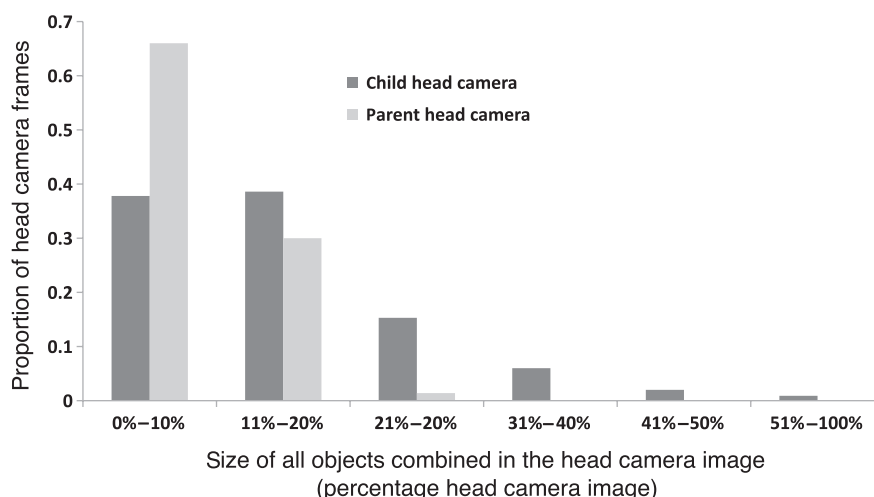 0.7
0.6
0.5
0.4
0.3
0.2
0.1
0
Proportion of head camera frames
Child head camera
Parent head camera
0%–10% 11%–20% 21%–20% 31%–40% 41%–50% 51%–100%
Size of all objects combined in the head camera image
(percentage head camera image)